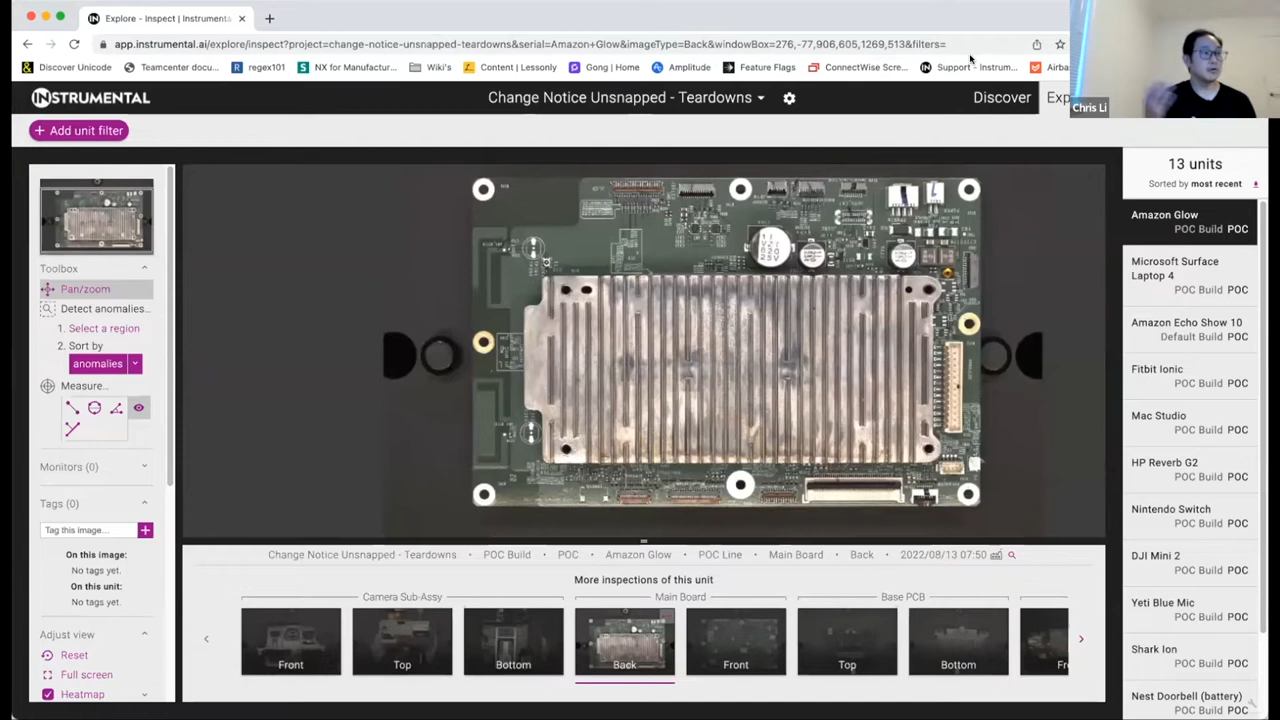 Explore - Inspect | Instrumenta
app.instrumental.ai/explore/inspect?project=change-notice-unsnapped-teardowns&serial=Amazon+Glow&imageType=Back&windowBox=276,-77,906,605,1269,513&filters=
Discover Unicode
Teamcenter docu...
regex101
NX for Manufactur...
Wiki's
Content | Lessonly
Gong | Home
Amplitude
Feature Flags
ConnectWise Scre...
Support - Instrum...
Airba
Chris Li
INSTRUMENTAL
Change Notice Unsnapped - Teardowns
Discover
Exp
+ Add unit filter
Toolbox
Pan/zoom
Detect anomalies...
1. Select a region
2. Sort by
anomalies
Measure...
Monitors (0)
Tags (0)
Tag this image...
On this image:
No tags yet.
On this unit:
No tags yet.
Adjust view
Reset
Full screen
Heatmap
Change Notice Unsnapped - Teardowns • POC Build • POC • Amazon Glow • POC Line • Main Board • Back • 2022/08/13 07:50
More inspections of this unit
Camera Sub-Assy
Main Board
Base PCB
Front
Top
Bottom
Back
Front
Top
Bottom
Fr
13 units
Sorted by most recent
Amazon Glow
POC Build POC
Microsoft Surface
Laptop 4
POC Build POC
Amazon Echo Show 10
Default Build POC
Fitbit Ionic
POC Build POC
Mac Studio
POC Build POC
HP Reverb G2
POC Build POC
Nintendo Switch
POC Build POC
DJI Mini 2
POC Build POC
Yeti Blue Mic
POC Build POC
Shark Ion
POC Build POC
Nest Doorbell (battery)
POC Build POC